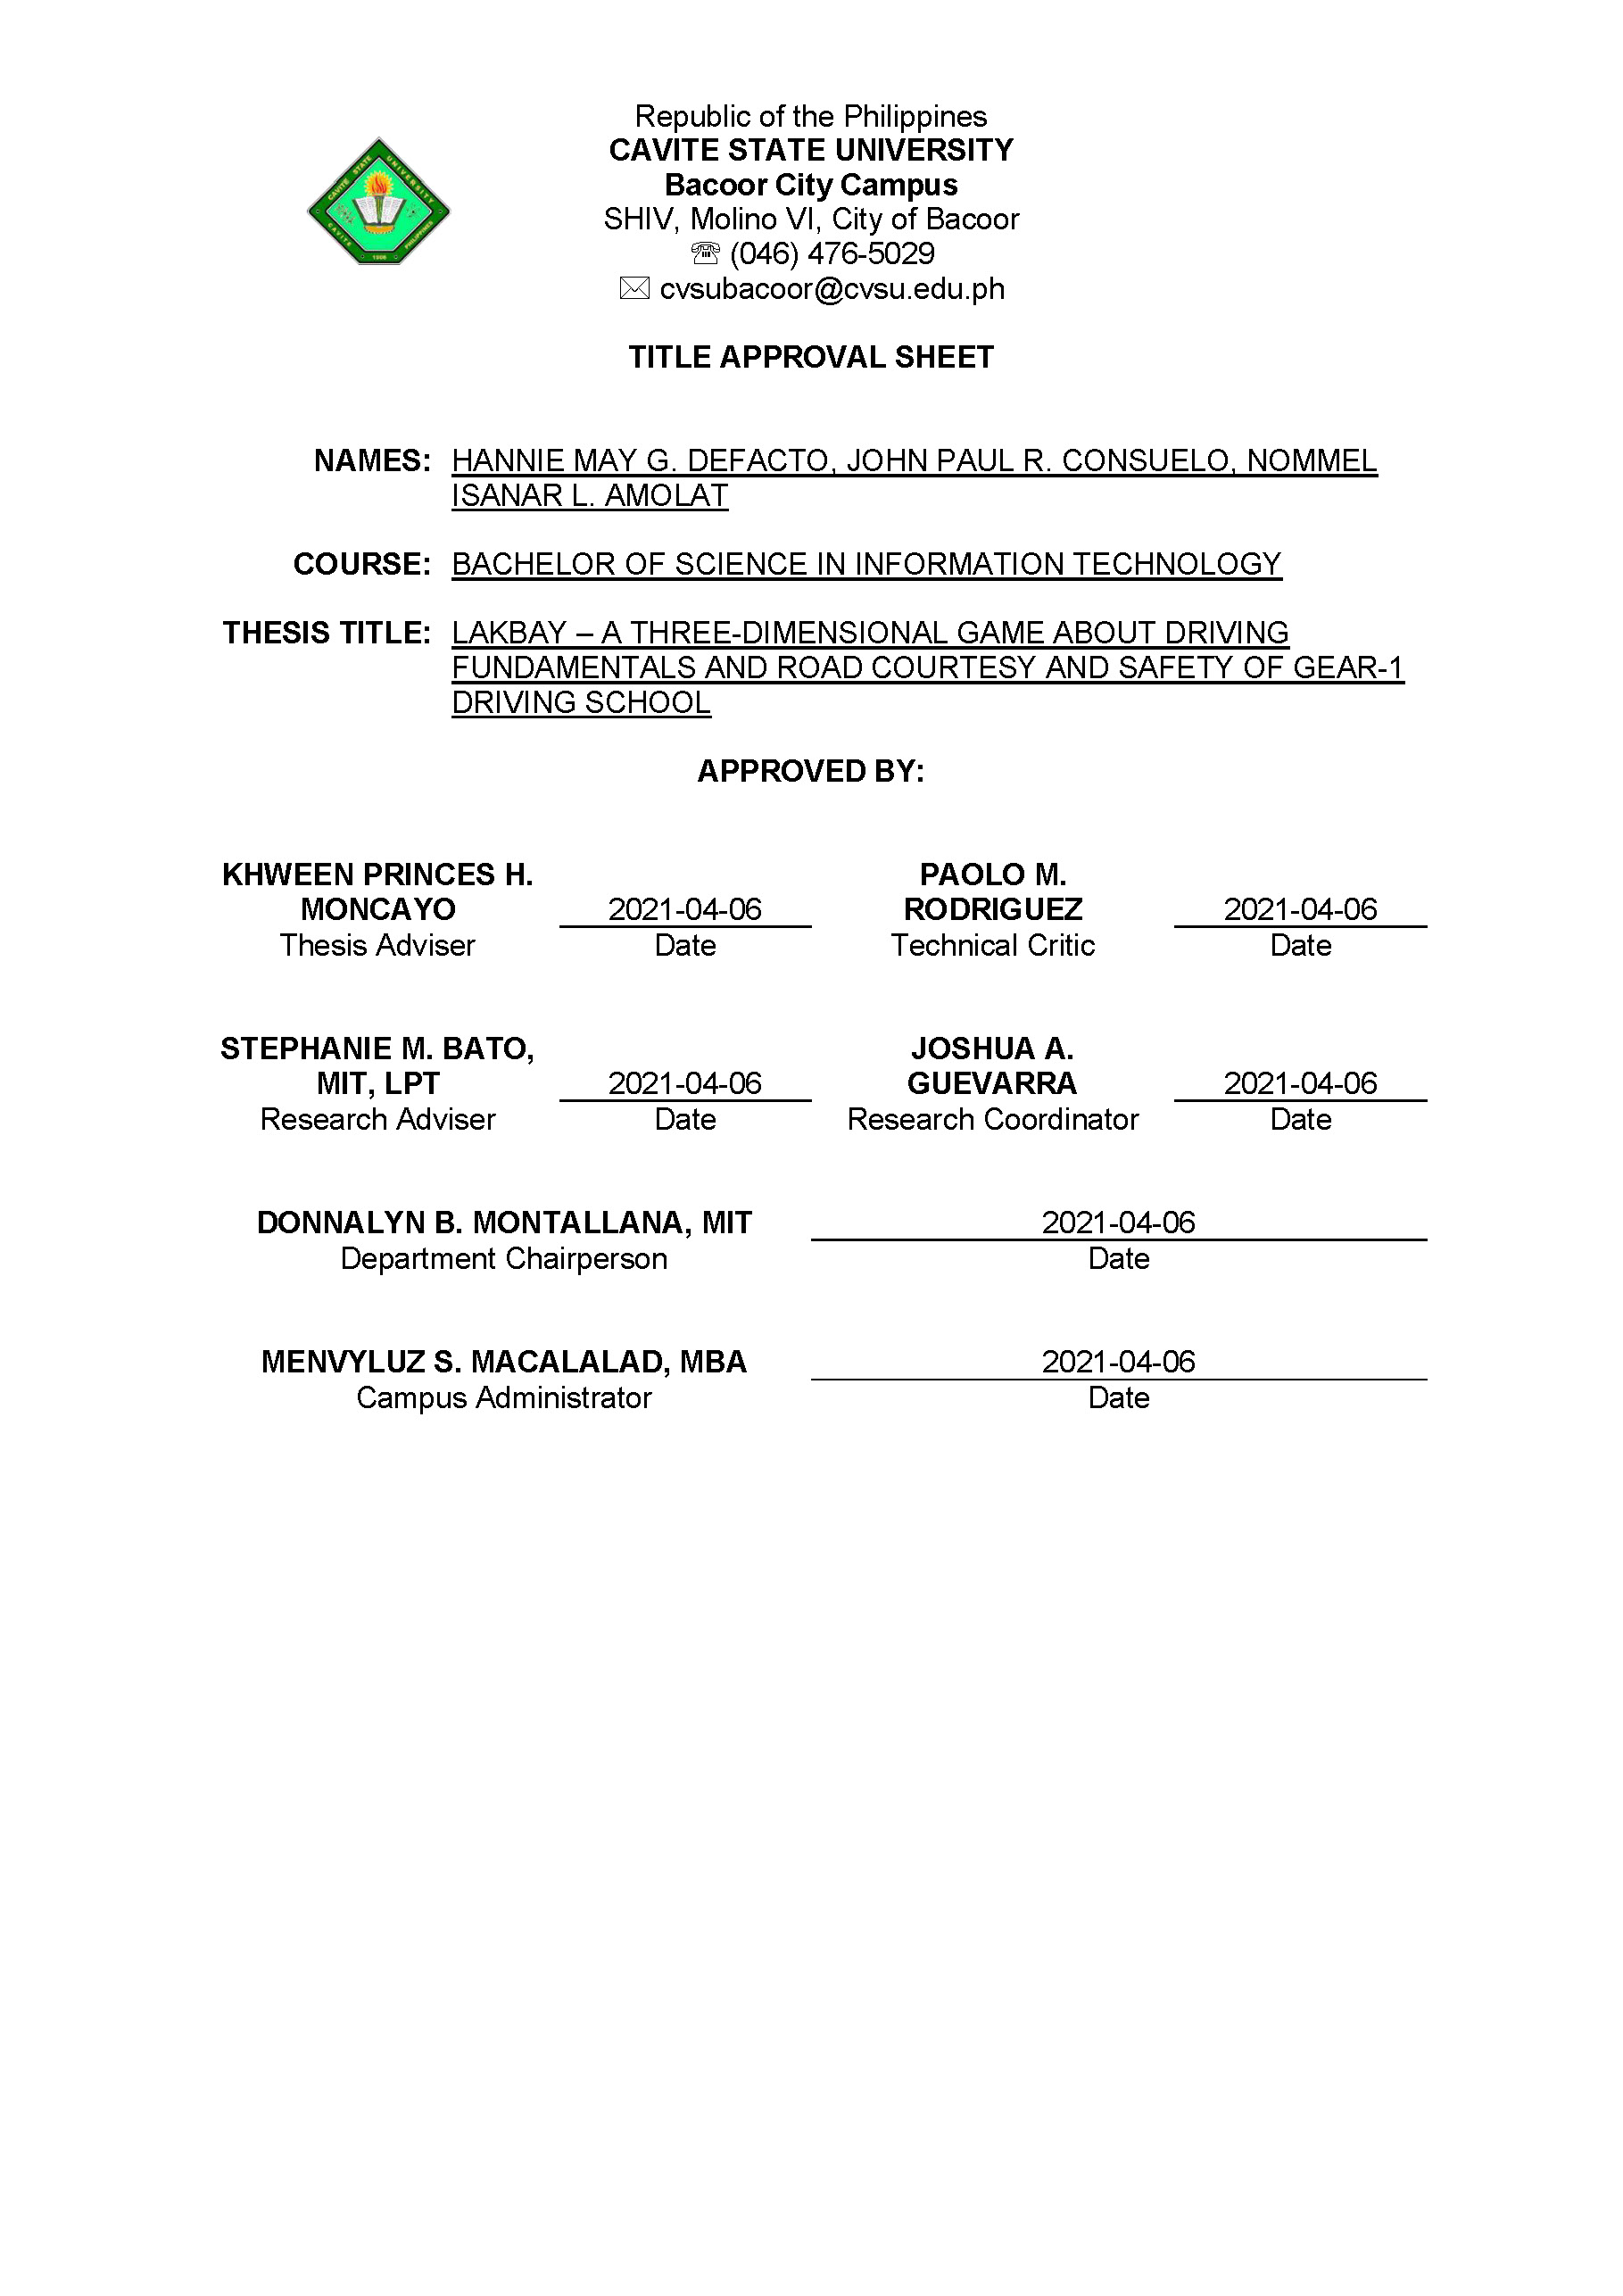 Republic of the Philippines
CAVITE STATE UNIVERSITY
Bacoor City Campus
SHIV, Molino VI, City of Bacoor
☏ (046) 476-5029
✉ cvsubacoor@cvsu.edu.ph
CAVITE STATE UNIVERSITY
CAVITE PHILIPPINES
1906
TITLE APPROVAL SHEET
NAMES: HANNIE MAY G. DEFACTO, JOHN PAUL R. CONSUELO, NOMMEL
ISANAR L. AMOLAT
COURSE: BACHELOR OF SCIENCE IN INFORMATION TECHNOLOGY
THESIS TITLE: LAKBAY – A THREE-DIMENSIONAL GAME ABOUT DRIVING
FUNDAMENTALS AND ROAD COURTESY AND SAFETY OF GEAR-1
DRIVING SCHOOL
APPROVED BY:
KHWEEN PRINCES H. PAOLO M.
MONCAYO 2021-04-06 RODRIGUEZ 2021-04-06
Thesis Adviser Date Technical Critic Date
STEPHANIE M. BATO, JOSHUA A.
MIT, LPT 2021-04-06 GUEVARRA 2021-04-06
Research Adviser Date Research Coordinator Date
DONNALYN B. MONTALLANA, MIT 2021-04-06
Department Chairperson Date
MENVYLUZ S. MACALALAD, MBA 2021-04-06
Campus Administrator Date